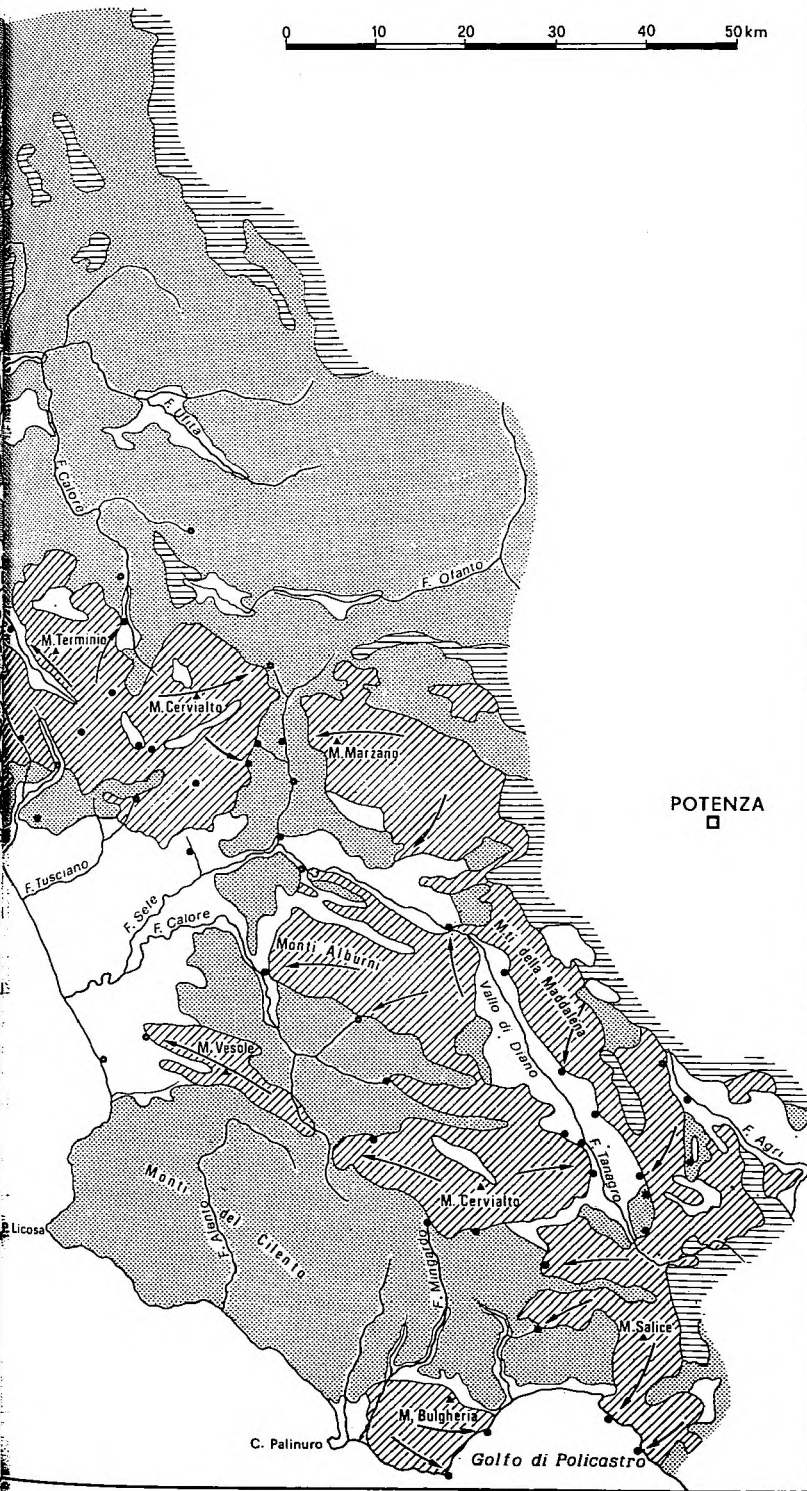 0 10 20 30 40 50 km
F. Ufita
F. Calore
F. Ofanto
M. Terminio
M. Cervialto
M. Marzano
POTENZA
F. Tusciano
F. Sele
F. Calore
Monti Alburni
M.ti della Maddalena
Vallo di Diano
M. Vesole
F. Agri
F. Tanagro
M. Cervialto
Monti del Cilento
F. Alento
Licosa
F. Mingardo
M. Salice
M. Bulgheria
C. Palinuro
Golfo di Policastro